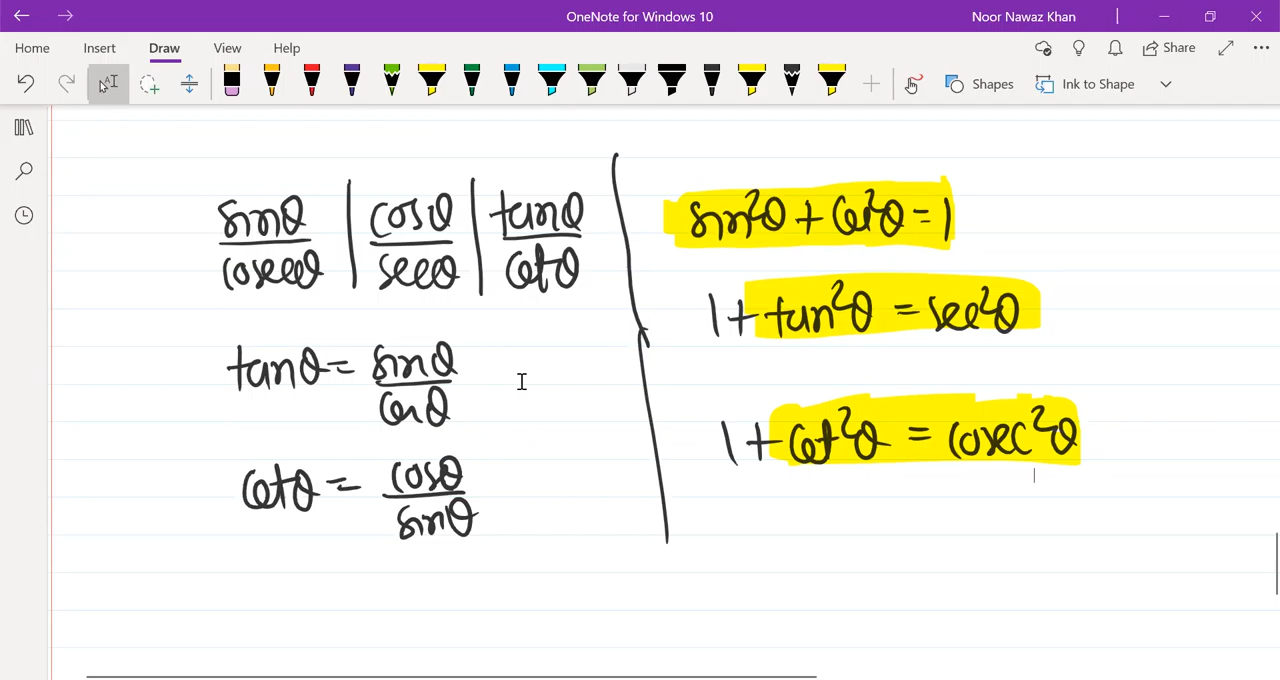 OneNote for Windows 10
Noor Nawaz Khan
Home Insert Draw View Help
Share
Shapes
Ink to Shape
sinθ | cosθ | tanθ
cosecθ | secθ | cotθ
tanθ = sinθ/cosθ
cotθ = cosθ/sinθ
sin²θ + cos²θ = 1
1 + tan²θ = sec²θ
1 + cot²θ = cosec²θ